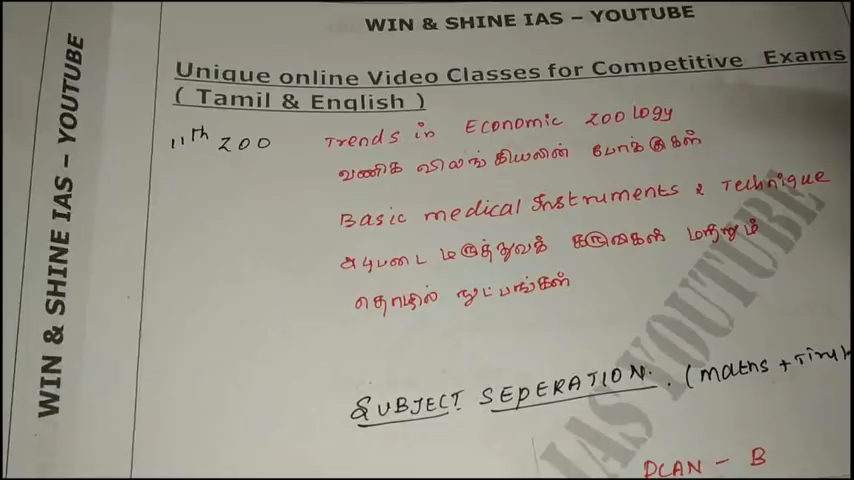 WIN & SHINE IAS – YOUTUBE
WIN & SHINE IAS – YOUTUBE
Unique online Video Classes for Competitive Exams
( Tamil & English )
11th ZOO Trends in Economic Zoology
வணிக விலங்கியலின் போக்குகள்
Basic medical Instruments & Technique
அடிப்படை மருத்துவக் கருவிகள் மற்றும்
தொழில் நுட்பங்கள்
SUBJECT SEPERATION. (Maths +
PLAN – B
IAS YOUTUBE